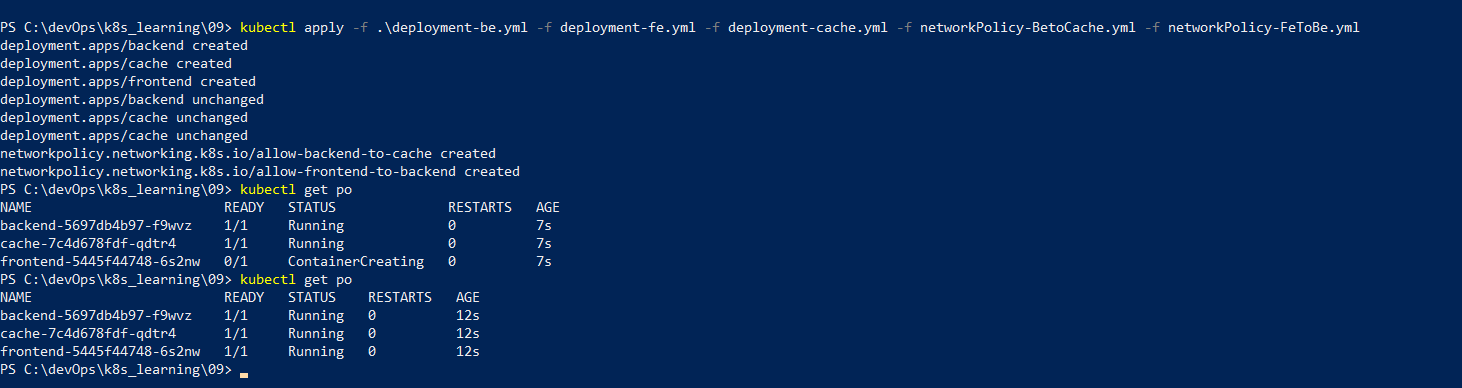 PS C:\devOps\k8s_learning\09> kubectl apply -f .\deployment-be.yml -f deployment-fe.yml -f deployment-cache.yml -f networkPolicy-BetoCache.yml -f networkPolicy-FeToBe.yml
deployment.apps/backend created
deployment.apps/cache created
deployment.apps/frontend created
deployment.apps/backend unchanged
deployment.apps/cache unchanged
deployment.apps/cache unchanged
networkpolicy.networking.k8s.io/allow-backend-to-cache created
networkpolicy.networking.k8s.io/allow-frontend-to-backend created
PS C:\devOps\k8s_learning\09> kubectl get po
NAME                        READY   STATUS              RESTARTS   AGE
backend-5697db4b97-f9wvz    1/1     Running             0          7s
cache-7c4d678fdf-qdtr4      1/1     Running             0          7s
frontend-5445f44748-6s2nw   0/1     ContainerCreating   0          7s
PS C:\devOps\k8s_learning\09> kubectl get po
NAME                        READY   STATUS    RESTARTS   AGE
backend-5697db4b97-f9wvz    1/1     Running   0          12s
cache-7c4d678fdf-qdtr4      1/1     Running   0          12s
frontend-5445f44748-6s2nw   1/1     Running   0          12s
PS C:\devOps\k8s_learning\09>